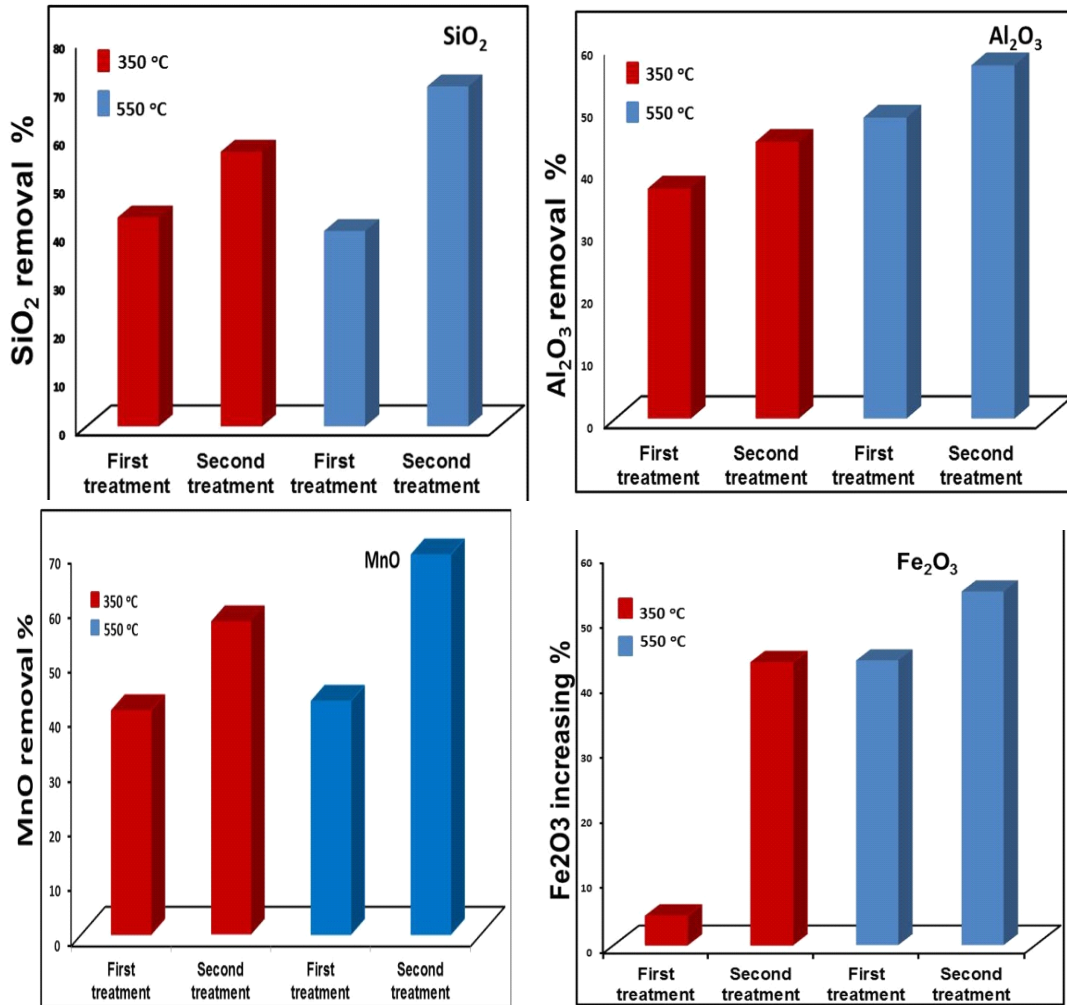 SiO₂
350 °C
550 °C
SiO₂ removal %
80
70
60
50
40
30
20
10
0
First treatment
Second treatment
First treatment
Second treatment
Al₂O₃
350 °C
550 °C
Al₂O₃ removal %
60
50
40
30
20
10
0
First treatment
Second treatment
First treatment
Second treatment
MnO
350 °C
550 °C
MnO removal %
70
60
50
40
30
20
10
0
First treatment
Second treatment
First treatment
Second treatment
Fe₂O₃
350 °C
550 °C
Fe2O3 increasing %
60
50
40
30
20
10
0
First treatment
Second treatment
First treatment
Second treatment